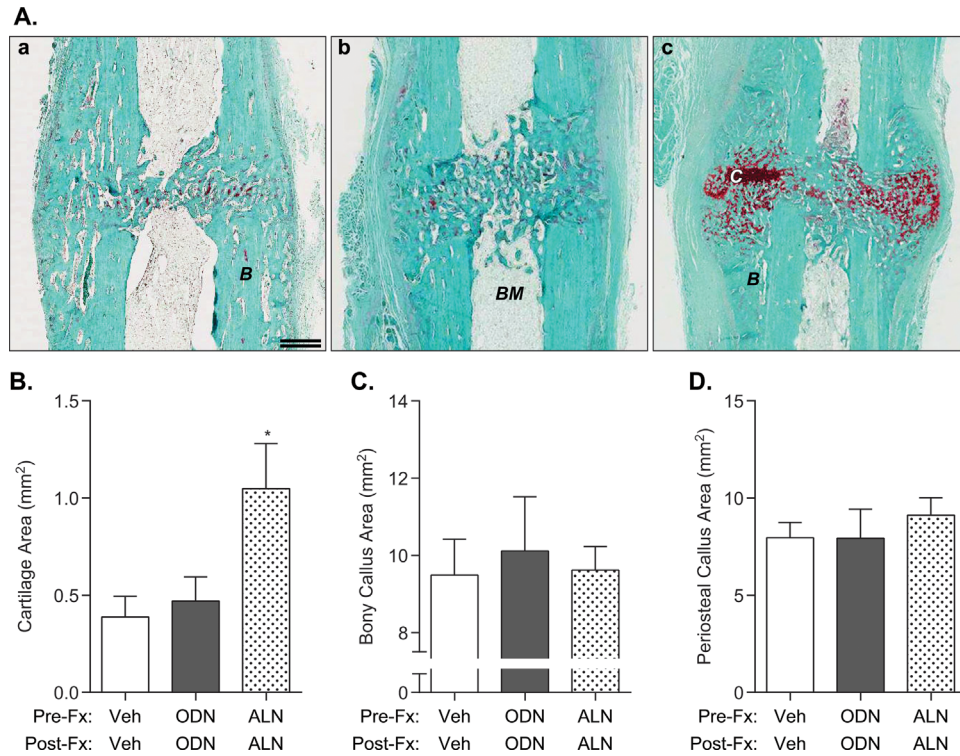 A.
a b c
B BM C B
B. C. D.
Cartilage Area (mm²)
1.5
1.0
0.5
0.0
*
Pre-Fx: Veh ODN ALN
Post-Fx: Veh ODN ALN
Bony Callus Area (mm²)
14
12
10
8
0
Pre-Fx: Veh ODN ALN
Post-Fx: Veh ODN ALN
Periosteal Callus Area (mm²)
15
10
5
0
Pre-Fx: Veh ODN ALN
Post-Fx: Veh ODN ALN